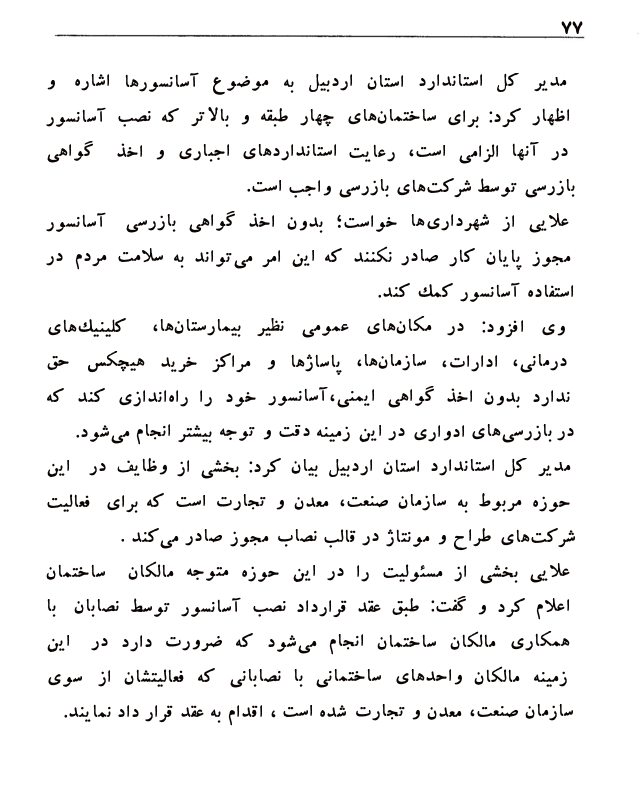 ۷۷
مدیر کل استاندارد استان اردبیل به موضوع آسانسورها اشاره و
اظهار کرد: برای ساختمان‌های چهار طبقه و بالاتر که نصب آسانسور
در آنها الزامی است، رعایت استانداردهای اجباری و اخذ گواهی
بازرسی توسط شرکت‌های بازرسی واجب است.
علایی از شهرداری‌ها خواست؛ بدون اخذ گواهی بازرسی آسانسور
مجوز پایان کار صادر نکنند که این امر می‌تواند به سلامت مردم در
استفاده آسانسور کمك کند.
وی افزود: در مکان‌های عمومی نظیر بیمارستان‌ها، کلینیك‌های
درمانی، ادارات، سازمان‌ها، پاساژها و مراکز خرید هیچکس حق
ندارد بدون اخذ گواهی ایمنی،آسانسور خود را راه‌اندازی کند که
در بازرسی‌های ادواری در این زمینه دقت و توجه بیشتر انجام می‌شود.
مدیر کل استاندارد استان اردبیل بیان کرد: بخشی از وظایف در این
حوزه مربوط به سازمان صنعت، معدن و تجارت است که برای فعالیت
شرکت‌های طراح و مونتاژ در قالب نصاب مجوز صادر می‌کند .
علایی بخشی از مسئولیت را در این حوزه متوجه مالکان ساختمان
اعلام کرد و گفت: طبق عقد قرارداد نصب آسانسور توسط نصابان با
همکاری مالکان ساختمان انجام می‌شود که ضرورت دارد در این
زمینه مالکان واحدهای ساختمانی با نصابانی که فعالیتشان از سوی
سازمان صنعت، معدن و تجارت شده است ، اقدام به عقد قرار داد نمایند.